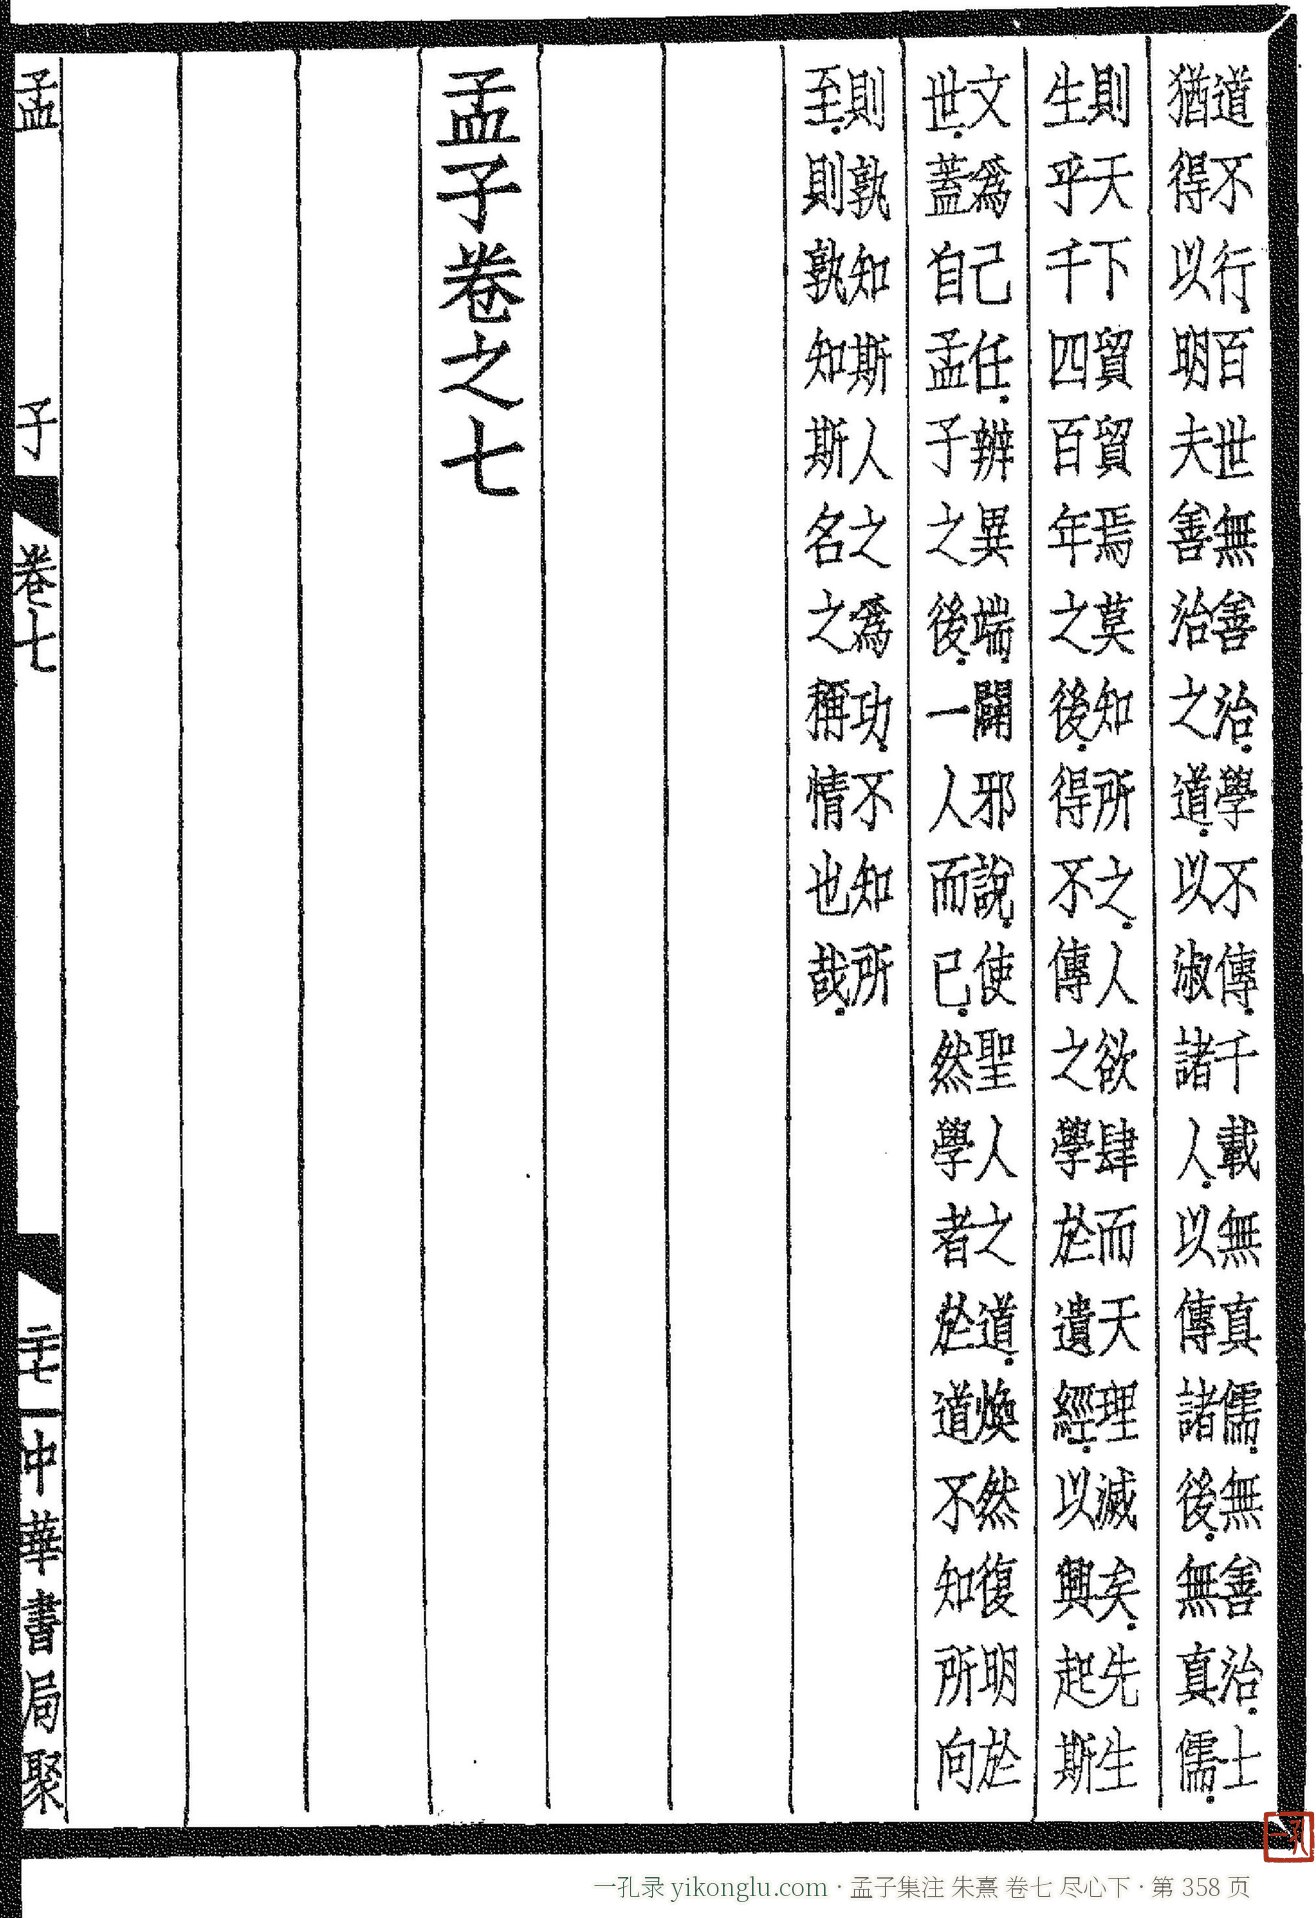 道不行。百世無善治。學不傳。千載無真儒。無善治。士
猶得以明夫善治之道。以淑諸人。以傳諸後。無真儒。
則天下貿貿焉莫知所之。人欲肆而天理滅矣。先生
生乎千四百年之後。得不傳之學於遺經。以興起斯
文爲己任。辨異端。闢邪說。使聖人之道。煥然復明於
世。蓋自孟子之後。一人而已。然學者於道不知所向
則孰知斯人之爲功。不知所
至。則孰知斯名之稱情也哉。
孟子卷之七
孟子 卷七 二十七 中華書局聚
一孔录 yikonglu.com · 孟子集注 朱熹 卷七 尽心下 · 第 358 页